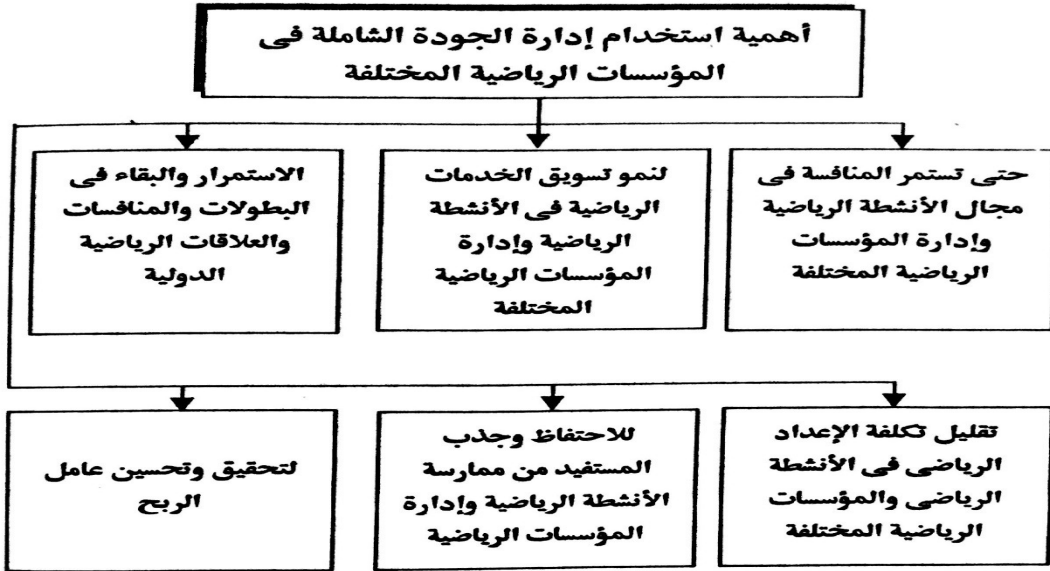 أهمية استخدام إدارة الجودة الشاملة فى
المؤسسات الرياضية المختلفة
حتى تستمر المنافسة فى
مجال الأنشطة الرياضية
وإدارة المؤسسات
الرياضية المختلفة
لنمو تسويق الخدمات
الرياضية فى الأنشطة
الرياضية وإدارة
المؤسسات الرياضية
المختلفة
الاستمرار والبقاء فى
البطولات والمنافسات
والعلاقات الرياضية
الدولية
تقليل تكلفة الإعداد
الرياضى فى الأنشطة
الرياضى والمؤسسات
الرياضية المختلفة
للاحتفاظ وجذب
المستفيد من ممارسة
الأنشطة الرياضية وإدارة
المؤسسات الرياضية
لتحقيق وتحسين عامل
الربح